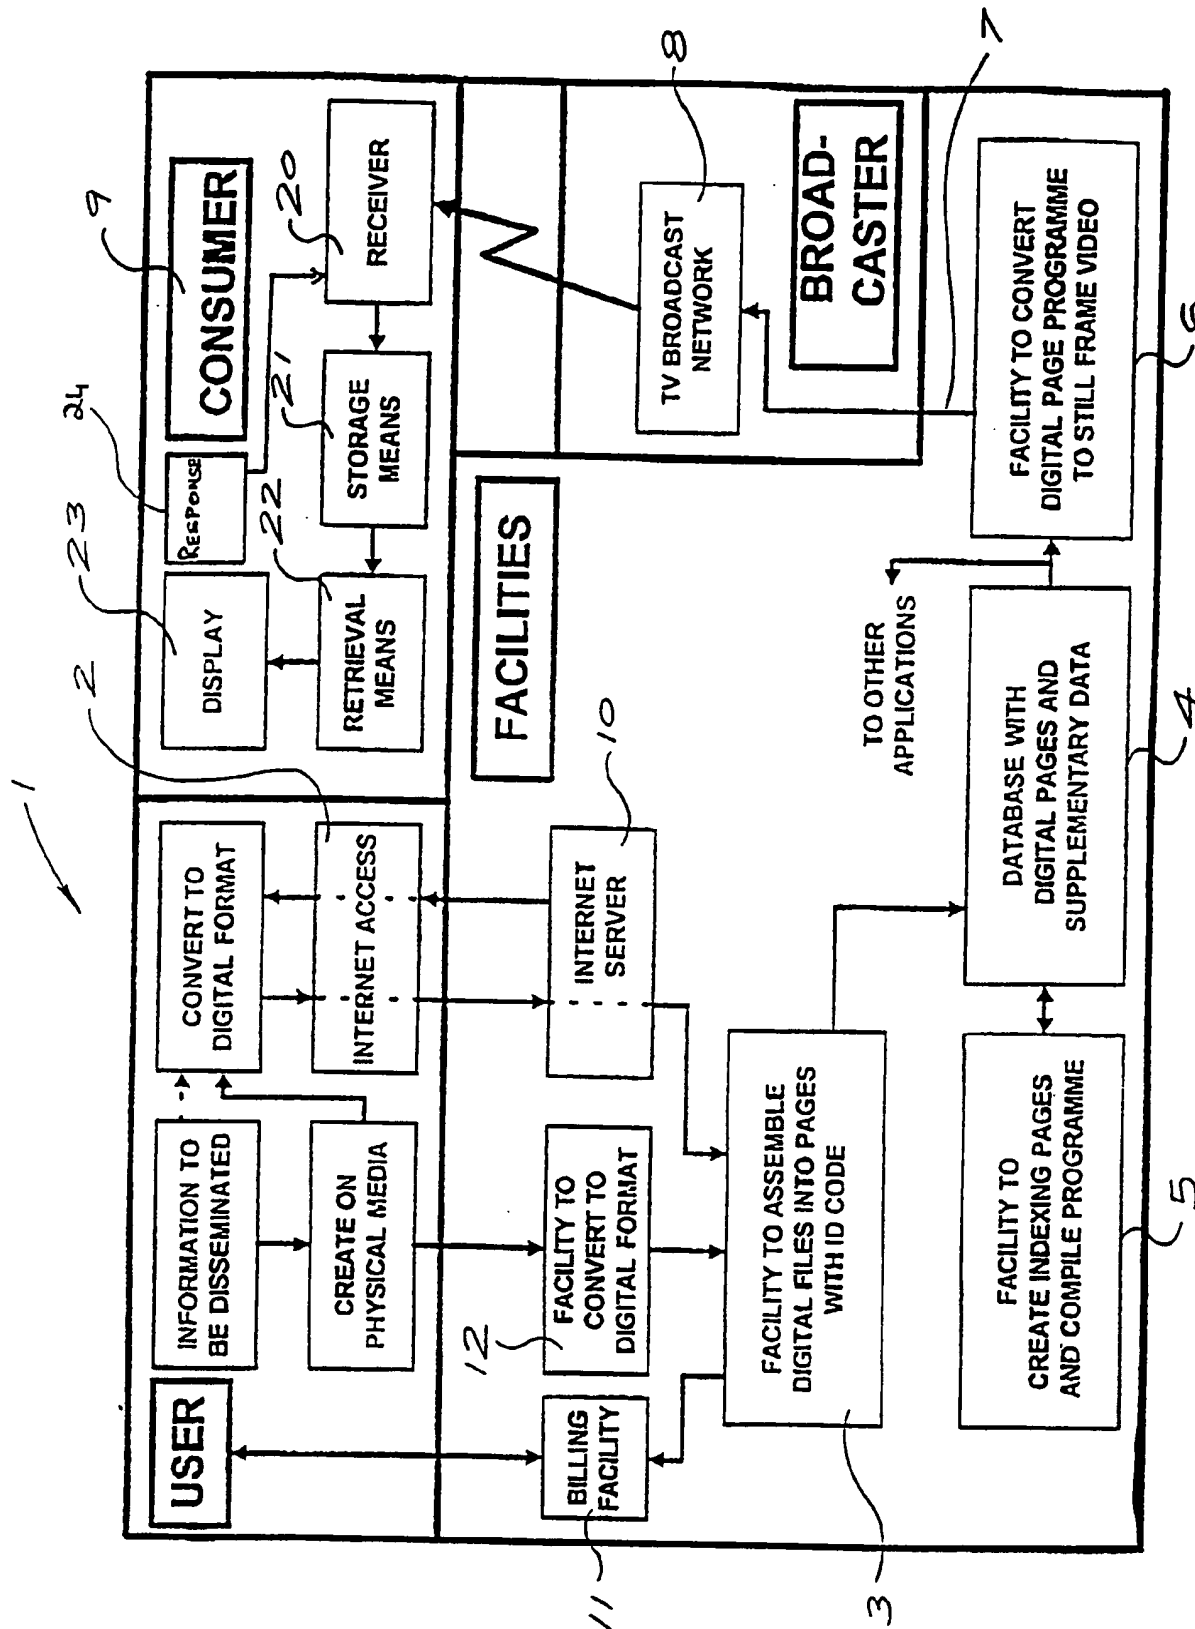 1
2
23
24
9
USER
INFORMATION TO
BE DISSEMINATED
CONVERT TO
DIGITAL FORMAT
DISPLAY
RESPONSE
CONSUMER
CREATE ON
PHYSICAL MEDIA
INTERNET ACCESS
RETRIEVAL
MEANS
22
STORAGE
MEANS
21
RECEIVER
20
11
BILLING
FACILITY
12
FACILITY TO
CONVERT TO
DIGITAL FORMAT
INTERNET
SERVER
10
FACILITIES
TV BROADCAST
NETWORK
8
BROAD-
CASTER
3
FACILITY TO ASSEMBLE
DIGITAL FILES INTO PAGES
WITH ID CODE
TO OTHER
APPLICATIONS
7
FACILITY TO
CREATE INDEXING PAGES
AND COMPILE PROGRAMME
DATABASE WITH
DIGITAL PAGES AND
SUPPLEMENTARY DATA
FACILITY TO CONVERT
DIGITAL PAGE PROGRAMME
TO STILL FRAME VIDEO
5
4
6